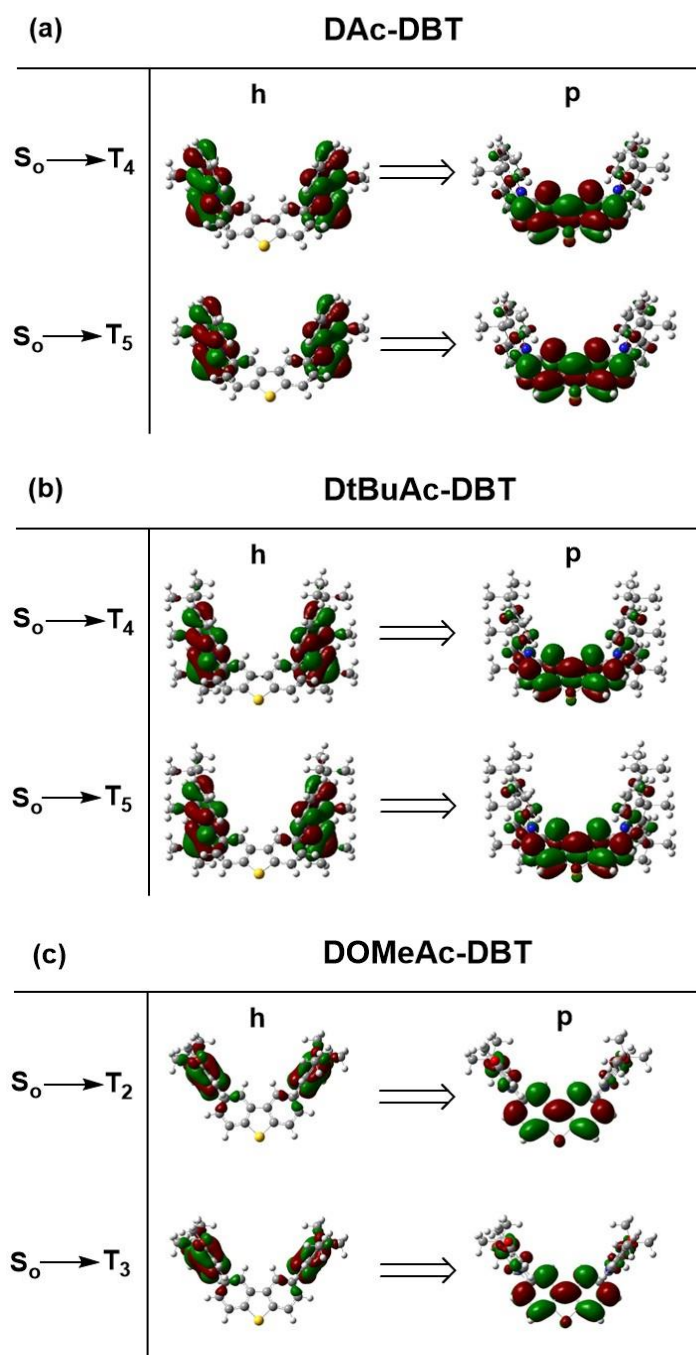 (a) DAc-DBT
h p
So → T4
So → T5
(b) DtBuAc-DBT
h p
So → T4
So → T5
(c) DOMeAc-DBT
h p
So → T2
So → T3